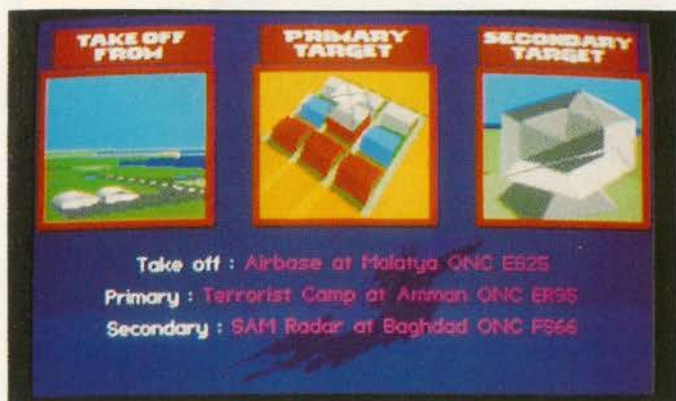 TAKE OFF
FROM
PRIMARY
TARGET
SECONDARY
TARGET
Take off : Airbase at Malatya ONC E625
Primary : Terrorist Camp at Amman ONC ER95
Secondary : SAM Radar at Baghdad ONC FS66